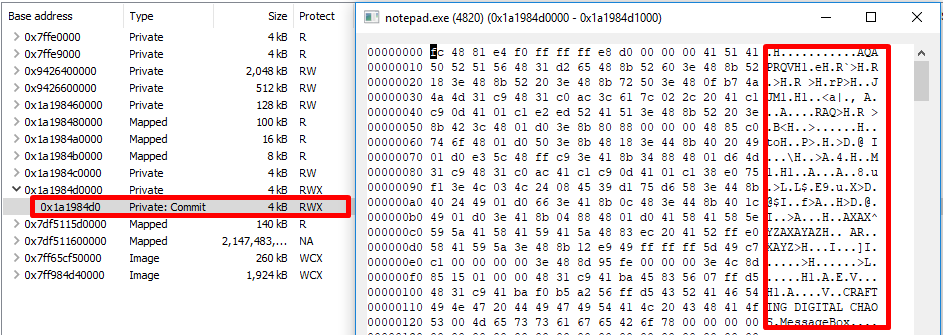 Base address Type Size Protect
0x7ffe0000 Private 4 kB R
0x7ffe9000 Private 4 kB R
0x9426400000 Private 2,048 kB RW
0x9426600000 Private 512 kB RW
0x1a198460000 Private 128 kB RW
0x1a198480000 Mapped 100 kB R
0x1a1984a0000 Mapped 16 kB R
0x1a1984b0000 Mapped 8 kB R
0x1a1984c0000 Private 4 kB RW
0x1a1984d0000 Private 4 kB RWX
0x1a1984d0 Private: Commit 4 kB RWX
0x7df5115d0000 Mapped 140 kB R
0x7df511600000 Mapped 2,147,483,... NA
0x7ff65cf50000 Image 260 kB WCX
0x7ff984d40000 Image 1,924 kB WCX
notepad.exe (4820) (0x1a1984d0000 - 0x1a1984d1000)
00000000 fc 48 81 e4 f0 ff ff ff e8 d0 00 00 00 41 51 41 .H...........AQA
00000010 50 52 51 56 48 31 d2 65 48 8b 52 60 3e 48 8b 52 PRQVH1.eH.R`>H.R
00000020 18 3e 48 8b 52 20 3e 48 8b 72 50 3e 48 0f b7 4a .>H.R >H.rP>H..J
00000030 4a 4d 31 c9 48 31 c0 ac 3c 61 7c 02 2c 20 41 c1 JM1.H1..<a|., A.
00000040 c9 0d 41 01 c1 e2 ed 52 41 51 3e 48 8b 52 20 3e ..A....RAQ>H.R >
00000050 8b 42 3c 48 01 d0 3e 8b 80 88 00 00 00 48 85 c0 .B<H..>......H..
00000060 74 6f 48 01 d0 50 3e 8b 48 18 3e 44 8b 40 20 49 toH..P>.H.>D.@ I
00000070 01 d0 e3 5c 48 ff c9 3e 41 8b 34 88 48 01 d6 4d ...\H..>A.4.H..M
00000080 31 c9 48 31 c0 ac 41 c1 c9 0d 41 01 c1 38 e0 75 1.H1..A...A..8.u
00000090 f1 3e 4c 03 4c 24 08 45 39 d1 75 d6 58 3e 44 8b .>L.L$.E9.u.X>D.
000000a0 40 24 49 01 d0 66 3e 41 8b 0c 48 3e 44 8b 40 1c @$I..f>A..H>D.@.
000000b0 49 01 d0 3e 41 8b 04 88 48 01 d0 41 58 41 58 5e I..>A...H..AXAX^
000000c0 59 5a 41 58 41 59 41 5a 48 83 ec 20 41 52 ff e0 YZAXAYAZH.. AR..
000000d0 58 41 59 5a 3e 48 8b 12 e9 49 ff ff ff 5d 49 c7 XAYZ>H...I...]I.
000000e0 c1 00 00 00 00 3e 48 8d 95 fe 00 00 00 3e 4c 8d .....>H......>L.
000000f0 85 15 01 00 00 48 31 c9 41 ba 45 83 56 07 ff d5 .....H1.A.E.V...
00000100 48 31 c9 41 ba f0 b5 a2 56 ff d5 43 52 41 46 54 H1.A....V..CRAFT
00000110 49 4e 47 20 44 49 47 49 54 41 4c 20 43 48 41 4f ING DIGITAL CHAO
00000120 53 00 4d 65 73 73 61 67 65 42 6f 78 00 00 00 00 S.MessageBox....